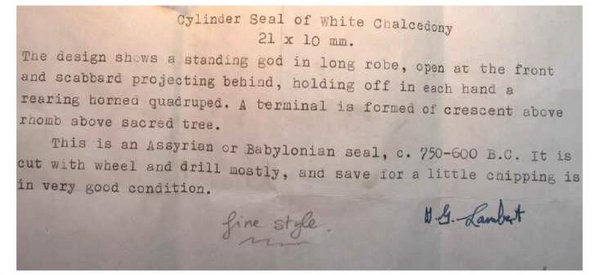 Cylinder Seal of White Chalcedony
21 x 10 mm.
The design shows a standing god in long robe, open at the front
and scabbard projecting behind, holding off in each hand a
rearing horned quadruped. A terminal is formed of crescent above
rhomb above sacred tree.
This is an Assyrian or Babylonian seal, c. 750-600 B.C. It is
cut with wheel and drill mostly, and save for a little chipping is
in very good condition.
fine style.
W G. Lambert